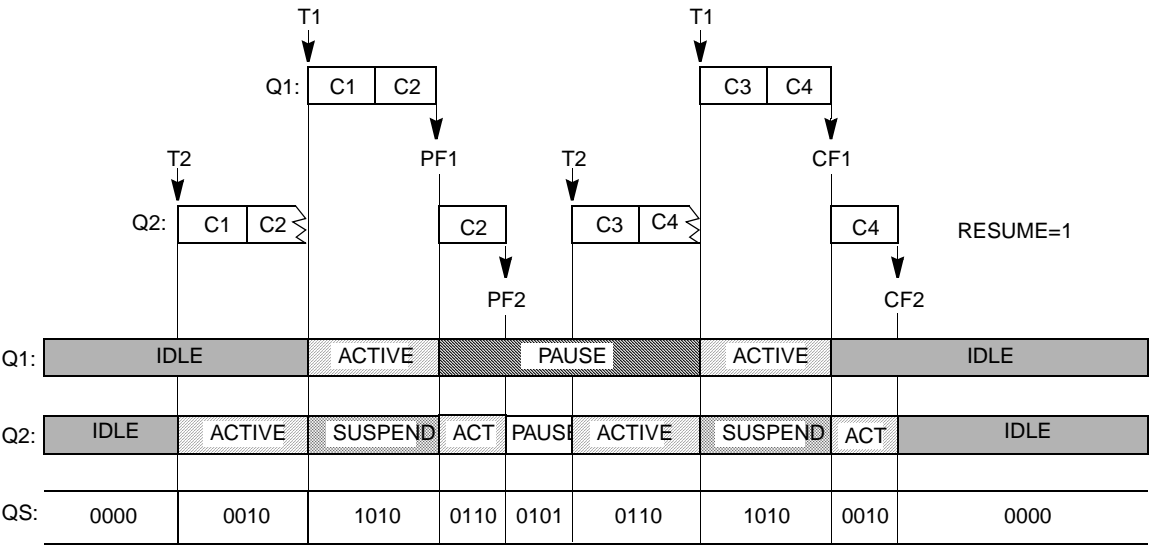 T1 T1
Q1: C1 C2 C3 C4
T2 PF1 T2 CF1
Q2: C1 C2 C2 C3 C4 C4 RESUME=1
PF2 CF2
Q1: IDLE ACTIVE PAUSE ACTIVE IDLE
Q2: IDLE ACTIVE SUSPEND ACT PAUSE ACTIVE SUSPEND ACT IDLE
QS: 0000 0010 1010 0110 0101 0110 1010 0010 0000